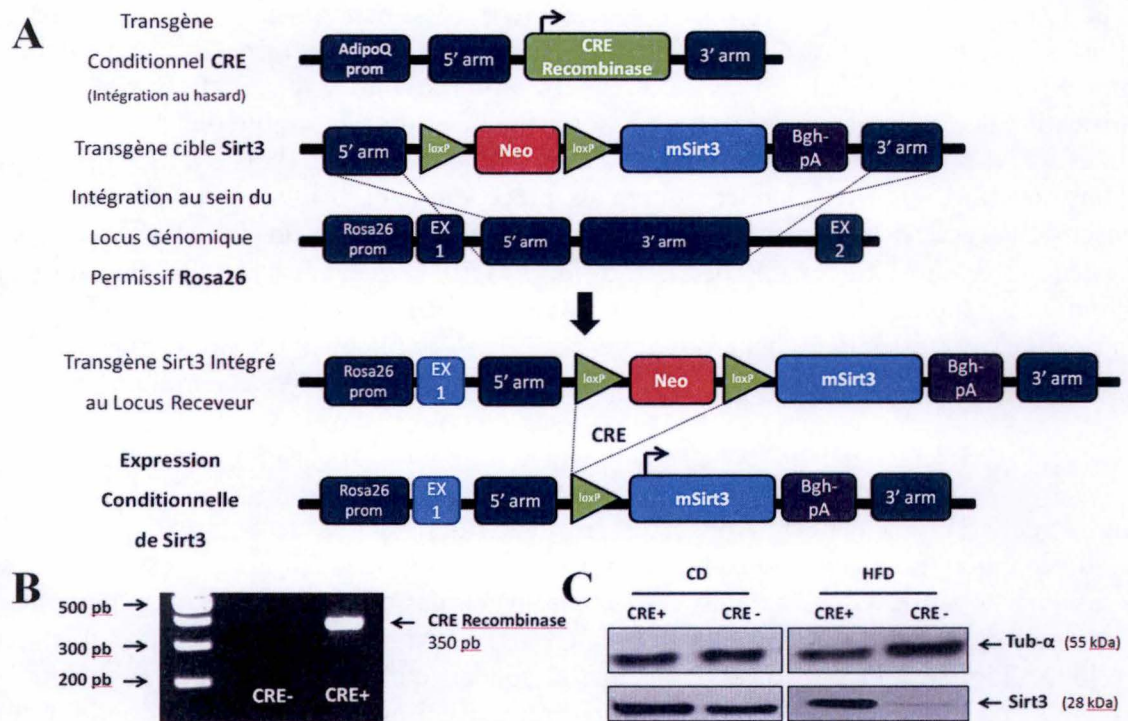 A
Transgène
Conditionnel CRE
(Intégration au hasard)
AdipoQ
prom
5' arm
CRE
Recombinase
3' arm
Transgène cible Sirt3
5' arm
loxP
Neo
loxP
mSirt3
Bgh-
pA
3' arm
Intégration au sein du
Locus Génomique
Permissif Rosa26
Rosa26
prom
EX
1
5' arm
3' arm
EX
2
Transgène Sirt3 Intégré
au Locus Receveur
Rosa26
prom
EX
1
5' arm
loxP
Neo
loxP
mSirt3
Bgh-
pA
3' arm
CRE
Expression
Conditionnelle
de Sirt3
Rosa26
prom
EX
1
5' arm
loxP
mSirt3
Bgh-
pA
3' arm
B
500 pb
300 pb
200 pb
CRE-
CRE+
CRE Recombinase
350 pb
C
CD
HFD
CRE+
CRE -
CRE+
CRE -
Tub-α (55 kDa)
Sirt3 (28 kDa)